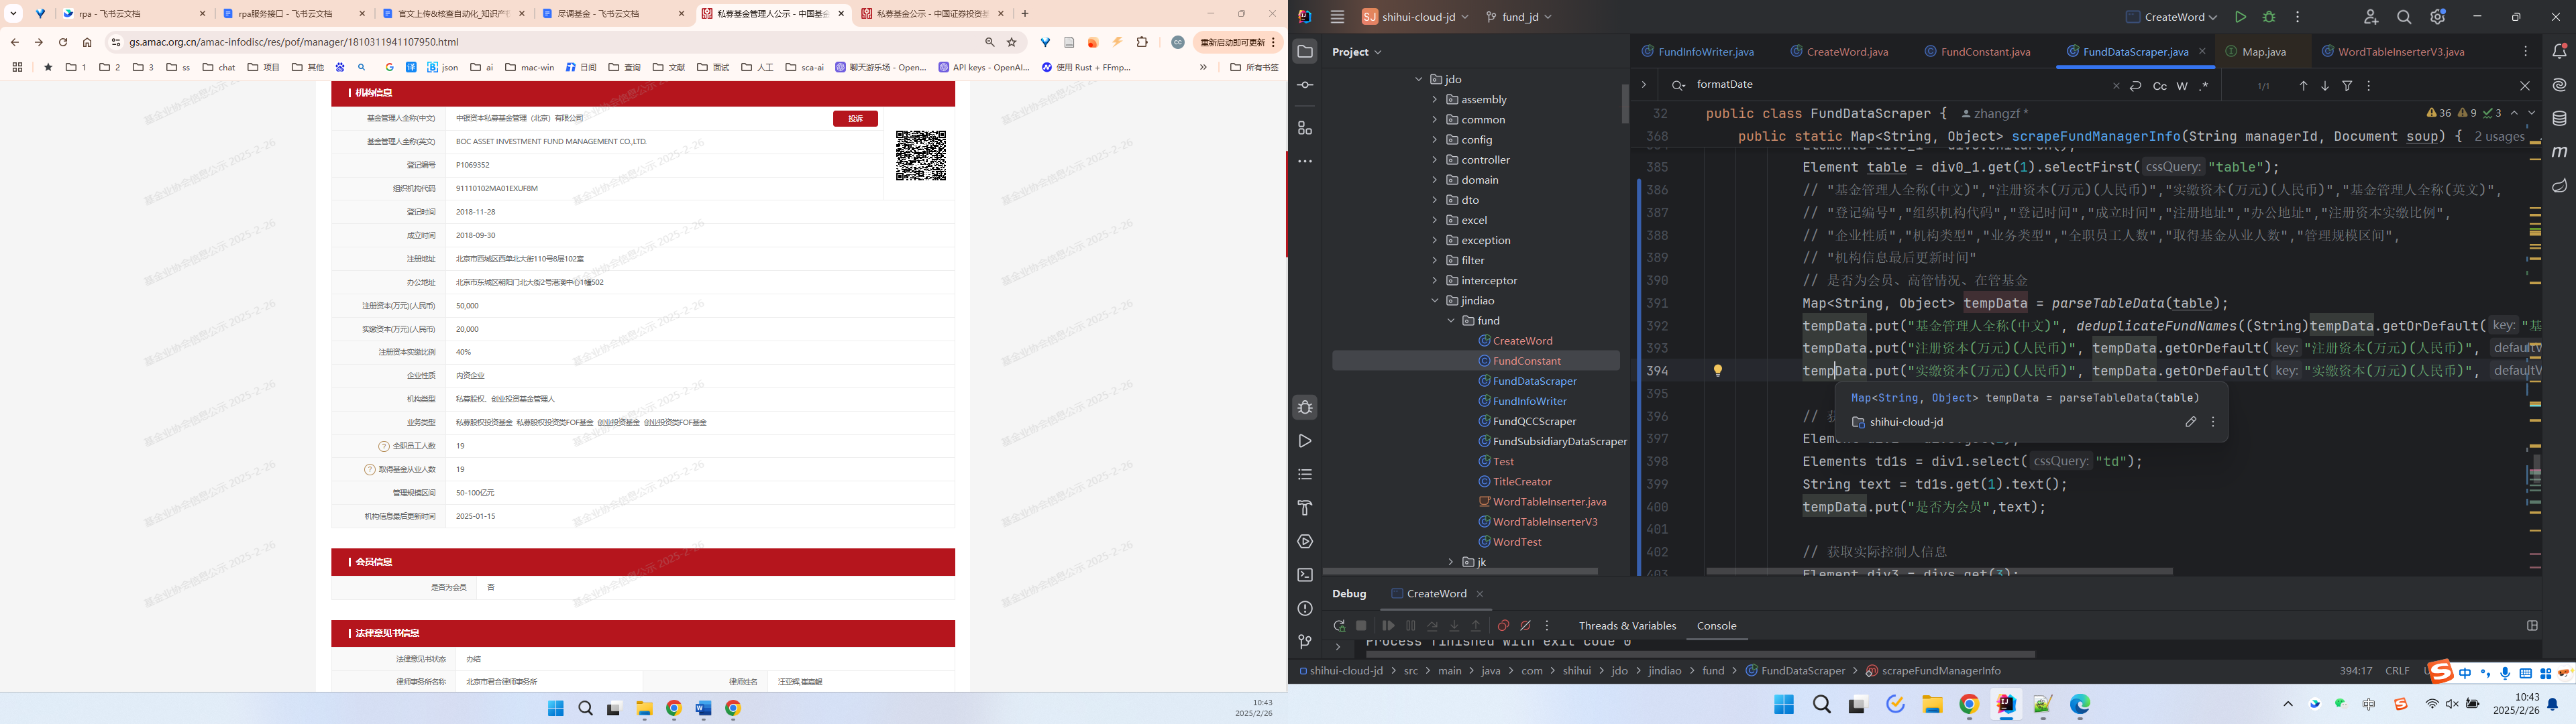 rpa - 飞书云文档
rpa服务接口 - 飞书云文档
官文上传&核查自动化_知识产
尽调基金 - 飞书云文档
私募基金管理人公示 - 中国基金
私募基金公示 - 中国证券投资基
gs.amac.org.cn/amac-infodisc/res/pof/manager/1810311941107950.html
重新启动即可更新
1
2
3
ss
chat
项目
其他
json
ai
mac-win
日间
查阅
文献
面试
人工
sca-ai
聊天游乐场 - Open...
API keys - OpenAI...
使用 Rust + FFmp...
所有书签
机构信息
基金管理人全称(中文) 中银资本私募基金管理（北京）有限公司
投诉
基金管理人全称(英文) BOC ASSET INVESTMENT FUND MANAGEMENT CO.,LTD.
登记编号 P1069352
组织机构代码 91110102MA01EXUF8M
登记时间 2018-11-28
成立时间 2018-09-30
注册地址 北京市西城区西单北大街110号8层102室
办公地址 北京市东城区朝阳门北大街2号港澳中心1幢502
注册资本(万元)(人民币) 50,000
实缴资本(万元)(人民币) 20,000
注册资本实缴比例 40%
企业性质 内资企业
机构类型 私募股权、创业投资基金管理人
业务类型 私募股权投资基金 私募股权投资类FOF基金 创业投资基金 创业投资类FOF基金
全职员工人数 19
取得基金从业人数 19
管理规模区间 50-100亿元
机构信息最后更新时间 2025-01-15
会员信息
是否为会员 否
法律意见书信息
法律意见书状态 办结
律师事务所名称 北京市君合律师事务所 律师姓名
基金业协会信息公示 2025-2-26
10:43
2025/2/26
SJ shihui-cloud-jd
fund_jd
CreateWord
Project
jdo
assembly
common
config
controller
domain
dto
excel
exception
filter
interceptor
jindiao
fund
CreateWord
FundConstant
FundDataScraper
FundInfoWriter
FundQCCScraper
FundSubsidiaryDataScraper
Test
TitleCreator
WordTableInserter.java
WordTableInserterV3
WordTest
jk
FundInfoWriter.java
CreateWord.java
FundConstant.java
FundDataScraper.java
Map.java
WordTableInserterV3.java
formatDate
Cc W .*
1/1
32 public class FundDataScraper { zhangzf *
36 9 3
368 public static Map<String, Object> scrapeFundManagerInfo(String managerId, Document soup) { 2 usages
385 Element table = div0_1.get(1).selectFirst( cssQuery: "table");
386 // "基金管理人全称(中文)","注册资本(万元)(人民币)","实缴资本(万元)(人民币)","基金管理人全称(英文)",
387 // "登记编号","组织机构代码","登记时间","成立时间","注册地址","办公地址","注册资本实缴比例",
388 // "企业性质","机构类型","业务类型","全职员工人数","取得基金从业人数","管理规模区间",
389 // "机构信息最后更新时间"
390 // 是否为会员、高管情况、在管基金
391 Map<String, Object> tempData = parseTableData(table);
392 tempData.put("基金管理人全称(中文)", deduplicateFundNames((String)tempData.getOrDefault( key: "基
393 tempData.put("注册资本(万元)(人民币)", tempData.getOrDefault( key: "注册资本(万元)(人民币)", defaultV
394 tempData.put("实缴资本(万元)(人民币)", tempData.getOrDefault( key: "实缴资本(万元)(人民币)", defaultV
395
Map<String, Object> tempData = parseTableData(table)
shihui-cloud-jd
396
397
398 Elements td1s = div1.select( cssQuery: "td");
399 String text = td1s.get(1).text();
400 tempData.put("是否为会员",text);
401
402 // 获取实际控制人信息
403 Element div3 = divs.get(3);
Debug
CreateWord
Threads & Variables
Console
Process finished with exit code 0
shihui-cloud-jd > src > main > java > com > shihui > jdo > jindiao > fund > FundDataScraper > scrapeFundManagerInfo
394:17 CRLF
中
10:43
2025/2/26